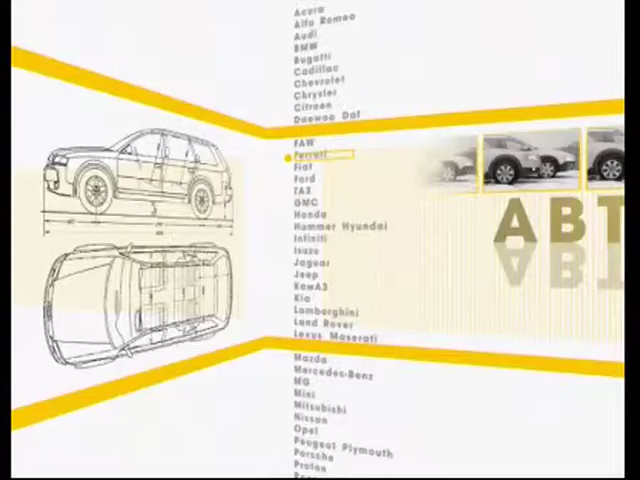 Acura
Alfa Romeo
Audi
BMW
Bugatti
Cadillac
Chevrolet
Chrysler
Citroen
Daewoo Daf
FAW
Ferrari
Fiat
Ford
ГАЗ
GMC
Honda
Hummer Hyundai
Infiniti
Isuzu
Jaguar
Jeep
КамАЗ
Kia
Lamborghini
Land Rover
Lexus Maserati
Mazda
Mercedes-Benz
MG
Mini
Mitsubishi
Nissan
Opel
Peugeot Plymouth
Porsche
Proton
АВТ